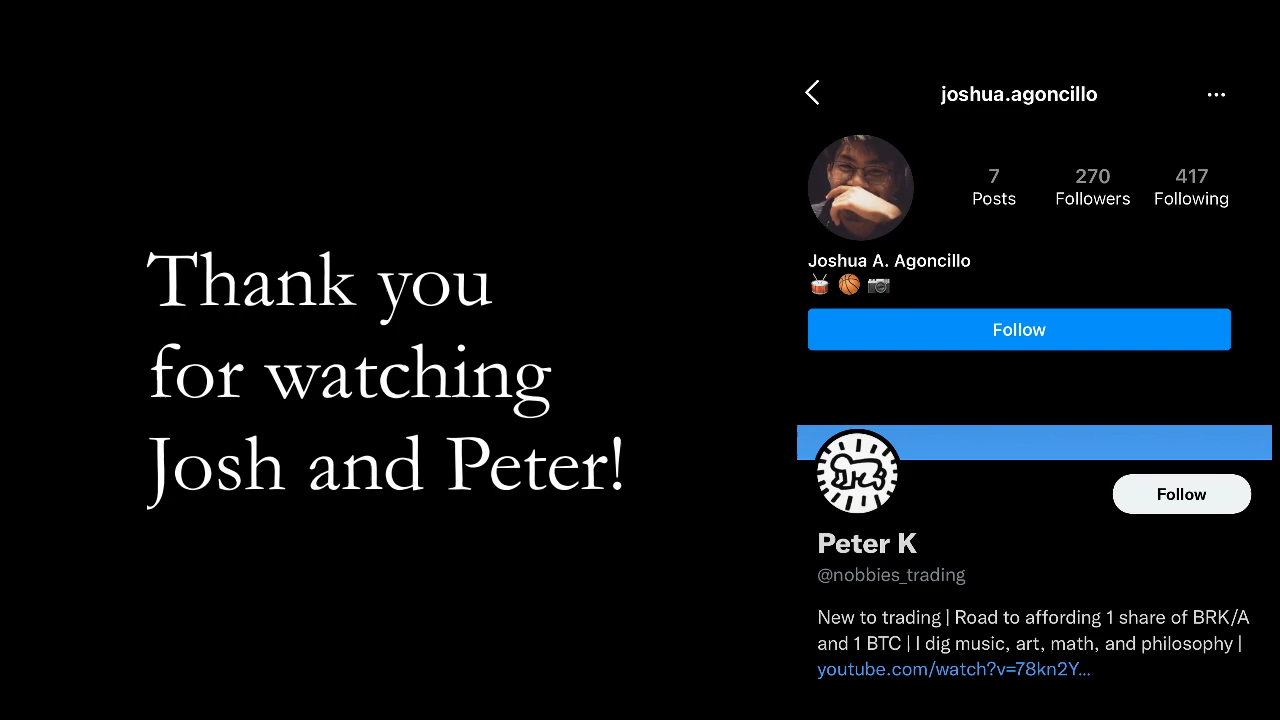 Thank you
for watching
Josh and Peter!
joshua.agoncillo
7 270 417
Posts Followers Following
Joshua A. Agoncillo
🥁 🏀 📷
Follow
Follow
Peter K
@nobbies_trading
New to trading | Road to affording 1 share of BRK/A
and 1 BTC | I dig music, art, math, and philosophy |
youtube.com/watch?v=78kn2Y...